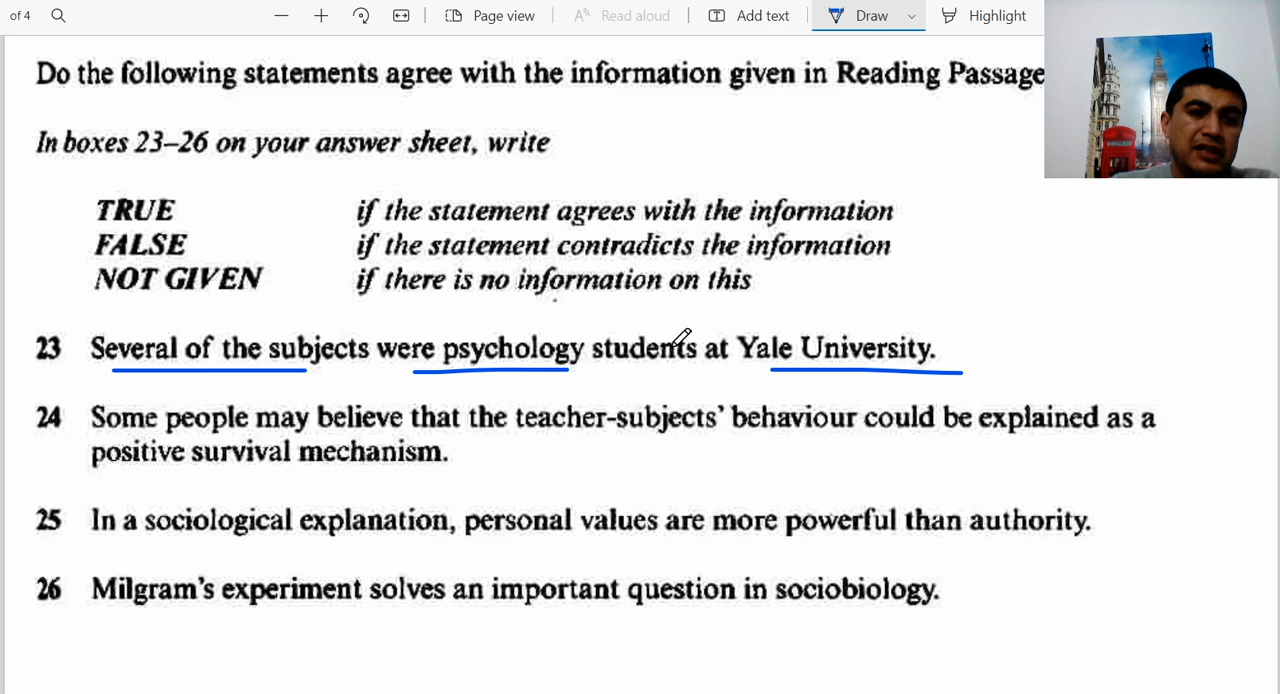 of 4 Page view Read aloud Add text Draw Highlight
Do the following statements agree with the information given in Reading Passage
In boxes 23–26 on your answer sheet, write
TRUE if the statement agrees with the information
FALSE if the statement contradicts the information
NOT GIVEN if there is no information on this
23 Several of the subjects were psychology students at Yale University.
24 Some people may believe that the teacher-subjects' behaviour could be explained as a
positive survival mechanism.
25 In a sociological explanation, personal values are more powerful than authority.
26 Milgram's experiment solves an important question in sociobiology.